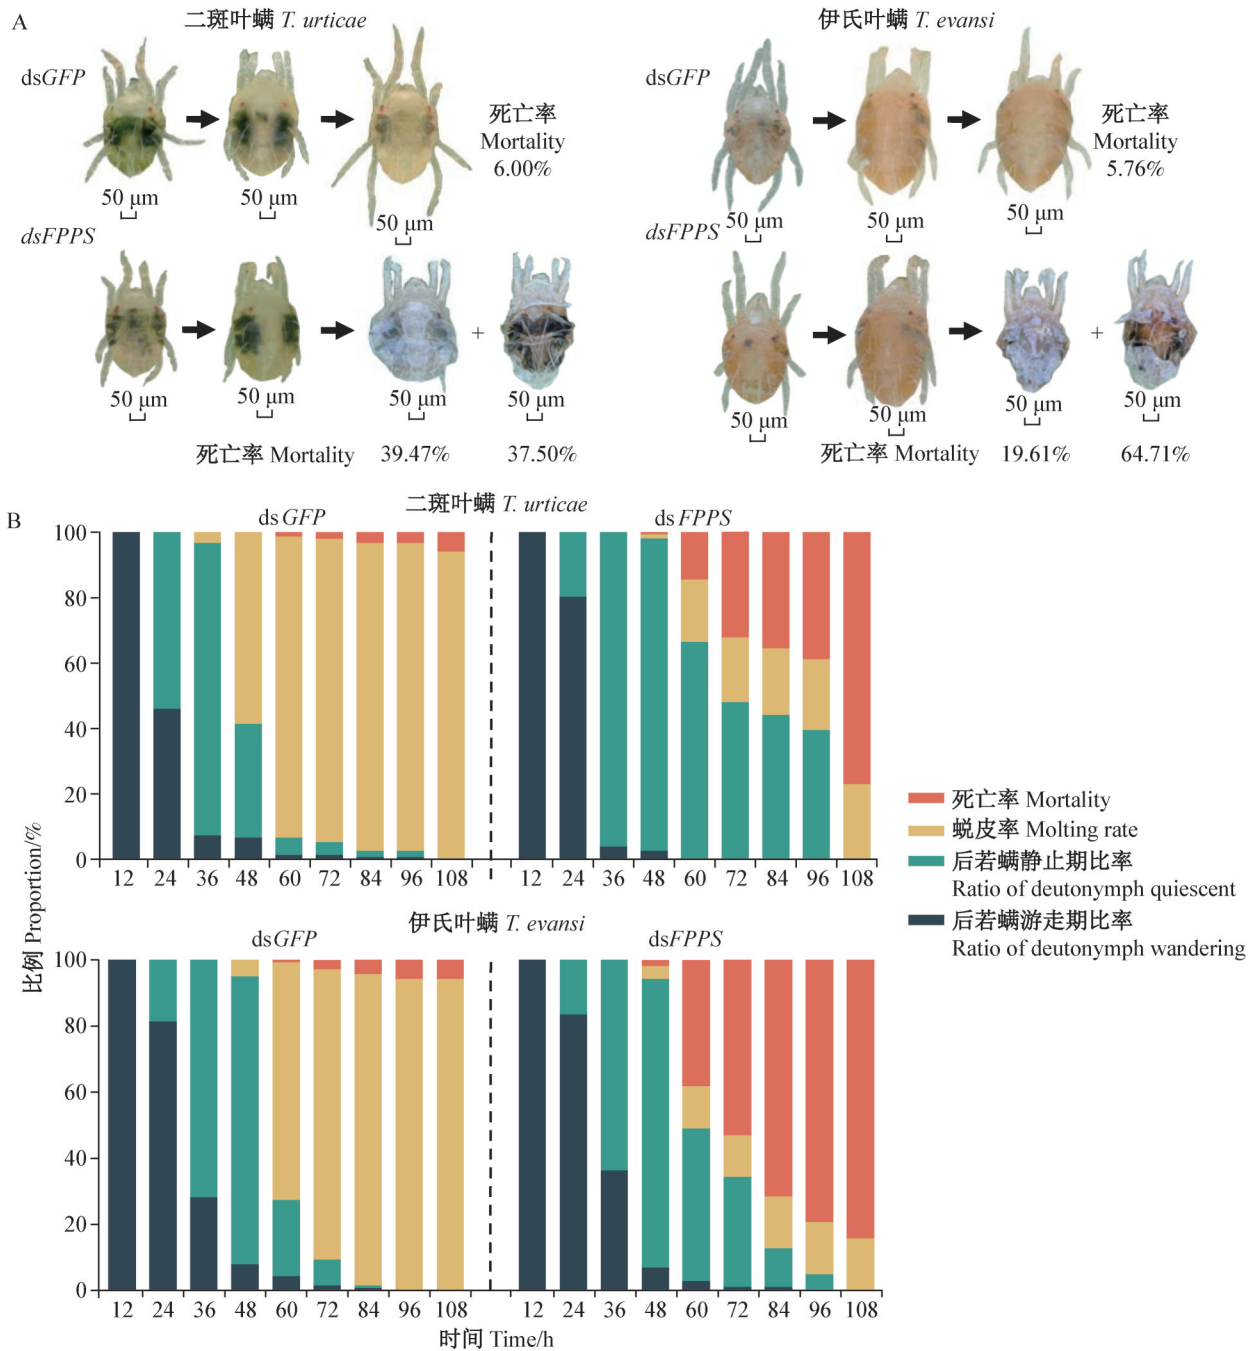 A
二斑叶螨 T. urticae
伊氏叶螨 T. evansi
dsGFP
死亡率
Mortality
6.00%
50 μm
50 μm
50 μm
dsGFP
死亡率
Mortality
5.76%
50 μm
50 μm
50 μm
dsFPPS
+
50 μm
50 μm
50 μm
50 μm
死亡率 Mortality 39.47% 37.50%
dsFPPS
+
50 μm
50 μm
50 μm
50 μm
死亡率 Mortality 19.61% 64.71%
B
二斑叶螨 T. urticae
dsGFP
dsFPPS
100
80
60
40
20
0
12 24 36 48 60 72 84 96 108
12 24 36 48 60 72 84 96 108
伊氏叶螨 T. evansi
dsGFP
dsFPPS
100
80
60
40
20
0
12 24 36 48 60 72 84 96 108
12 24 36 48 60 72 84 96 108
比例 Proportion/%
时间 Time/h
死亡率 Mortality
蜕皮率 Molting rate
后若螨静止期比率
Ratio of deutonymph quiescent
后若螨游走期比率
Ratio of deutonymph wandering